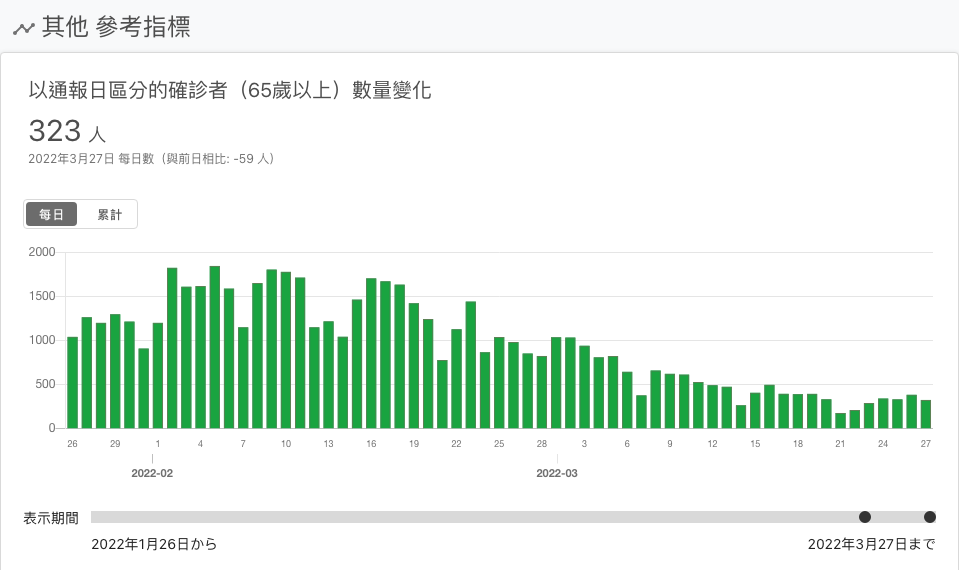 其他 參考指標
以通報日區分的確診者（65歲以上）數量變化
323 人
2022年3月27日 每日數（與前日相比: -59 人）
每日 累計
2000
1500
1000
500
0
26 29 1 4 7 10 13 16 19 22 25 28 3 6 9 12 15 18 21 24 27
2022-02 2022-03
表示期間
2022年1月26日から 2022年3月27日まで